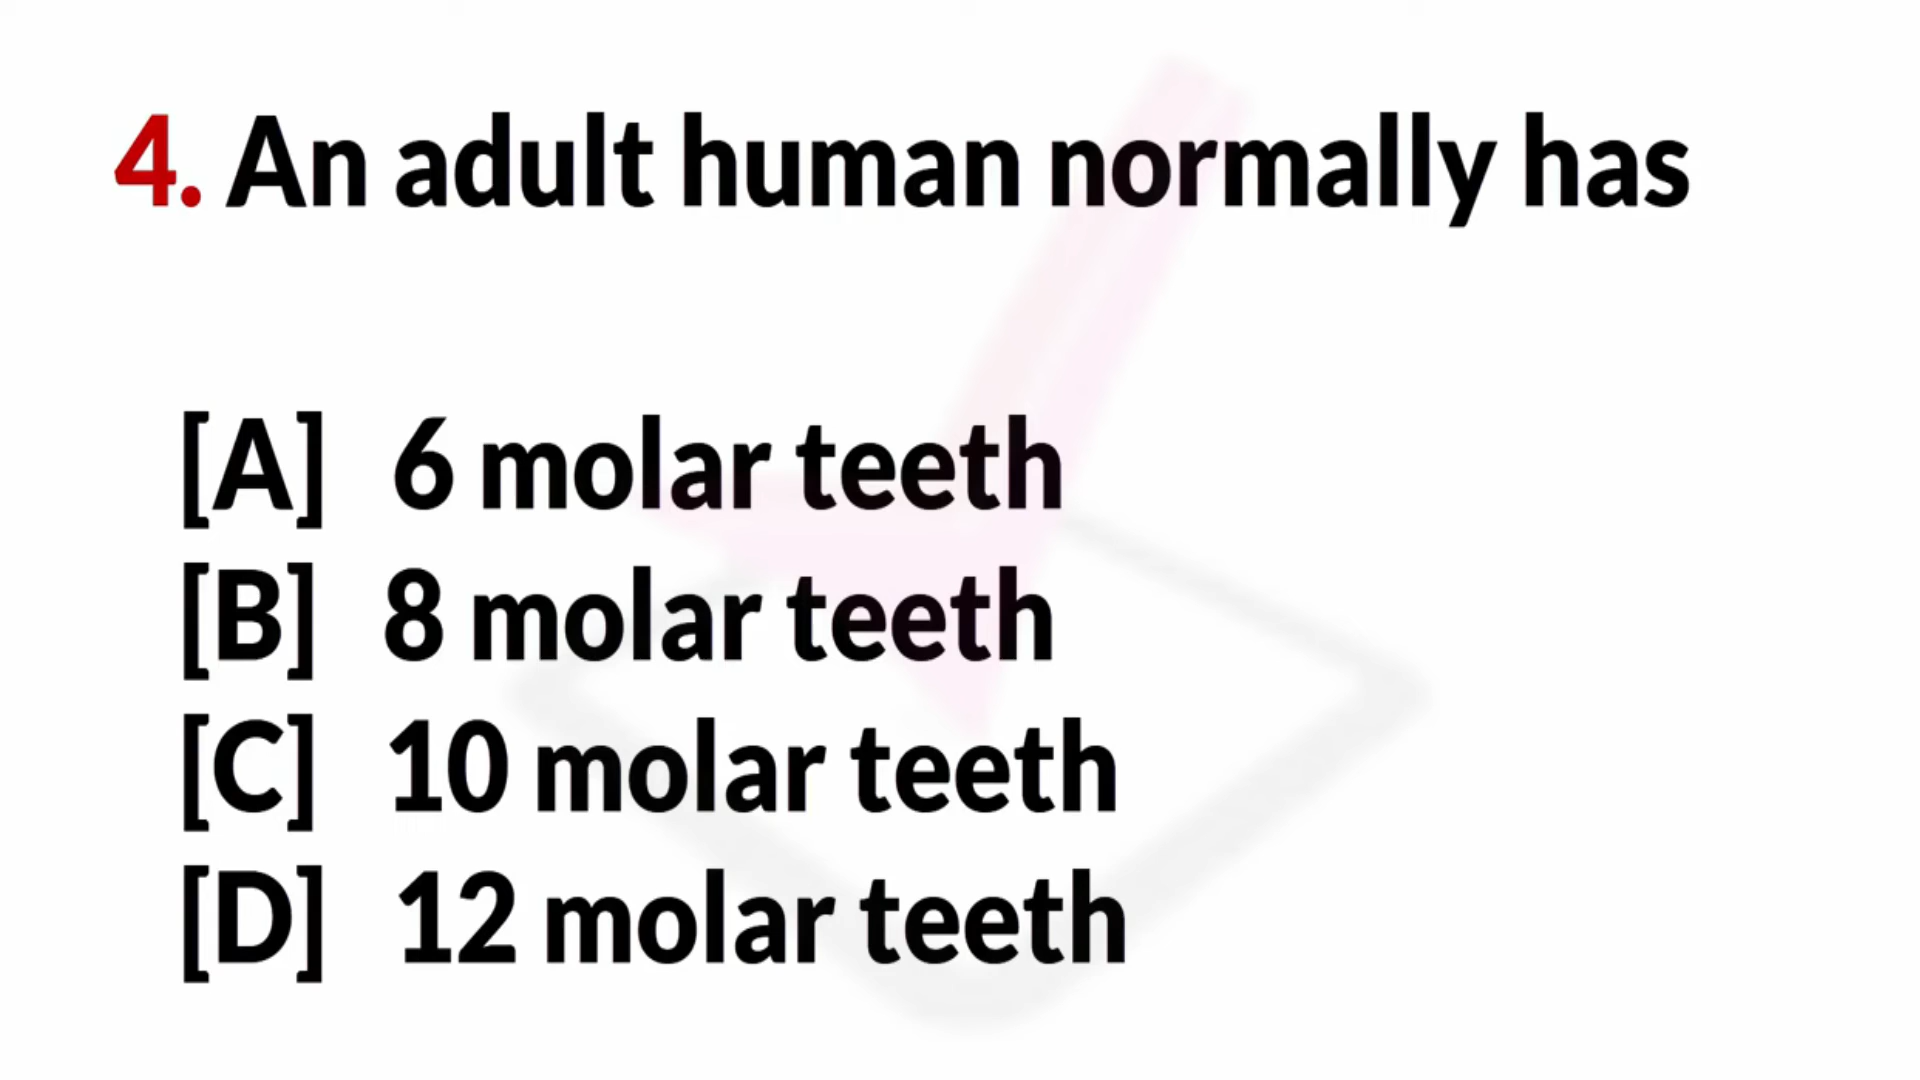 4. An adult human normally has
[A] 6 molar teeth
[B] 8 molar teeth
[C] 10 molar teeth
[D] 12 molar teeth